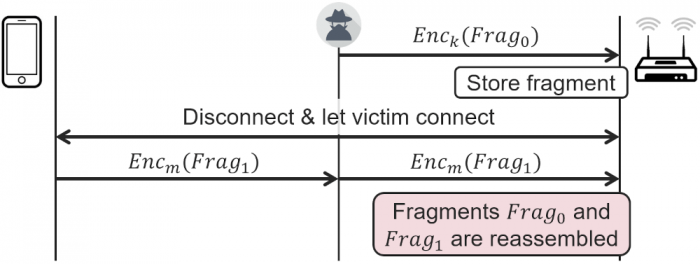 Enc_k(Frag_0)
Store fragment
Disconnect & let victim connect
Enc_m(Frag_1) Enc_m(Frag_1)
Fragments Frag_0 and
Frag_1 are reassembled